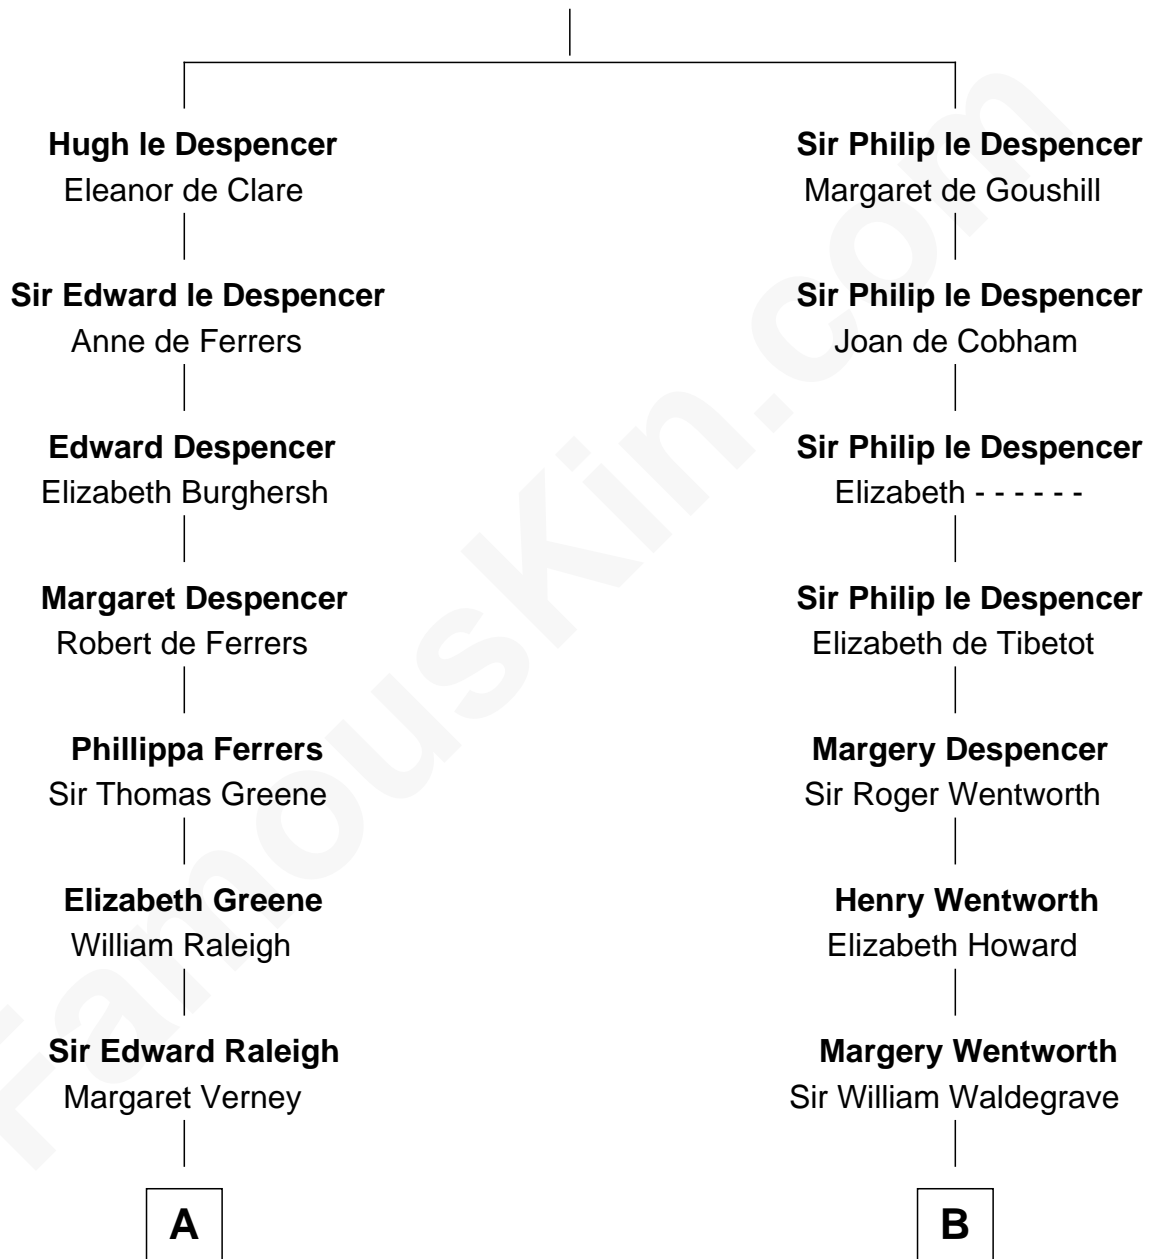 Hugh le Despencer
Eleanor de Clare
Sir Edward le Despencer
Anne de Ferrers
Edward Despencer
Elizabeth Burghersh
Margaret Despencer
Robert de Ferrers
Phillippa Ferrers
Sir Thomas Greene
Elizabeth Greene
William Raleigh
Sir Edward Raleigh
Margaret Verney
A
Sir Philip le Despencer
Margaret de Goushill
Sir Philip le Despencer
Joan de Cobham
Sir Philip le Despencer
Elizabeth - - - - - -
Sir Philip le Despencer
Elizabeth de Tibetot
Margery Despencer
Sir Roger Wentworth
Henry Wentworth
Elizabeth Howard
Margery Wentworth
Sir William Waldegrave
B
FamousKin.com